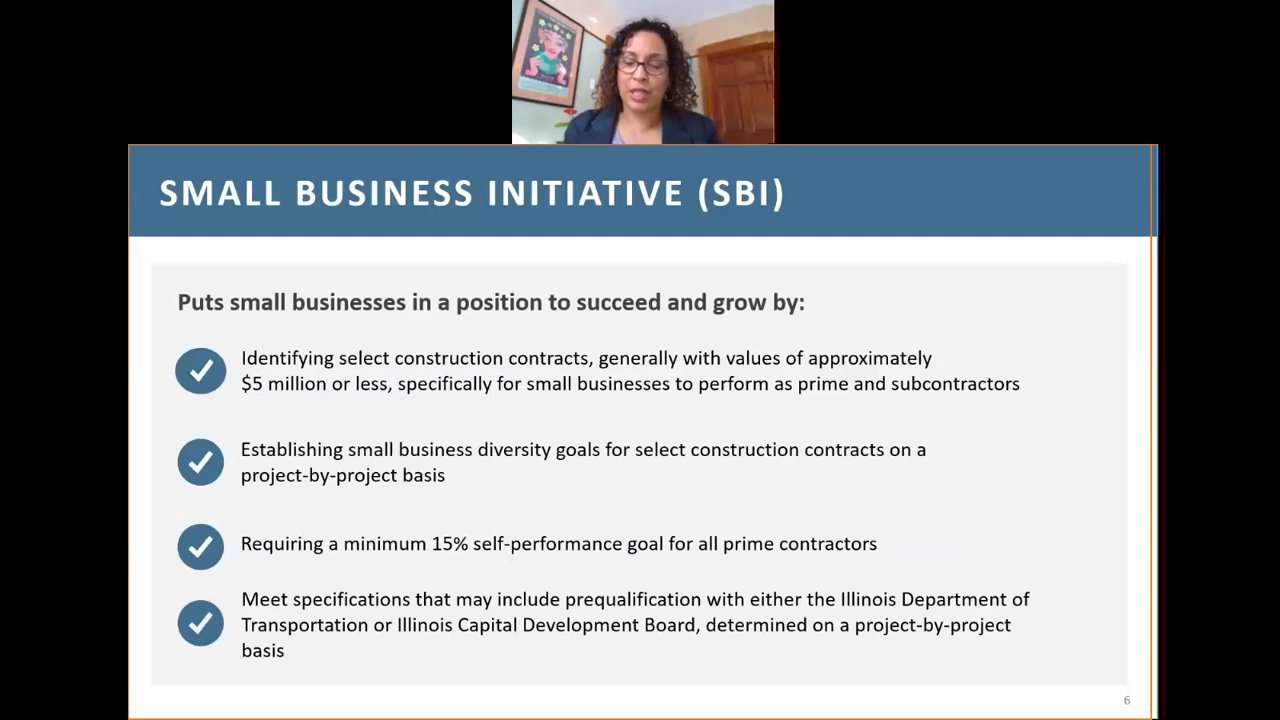 SMALL BUSINESS INITIATIVE (SBI)
Puts small businesses in a position to succeed and grow by:
Identifying select construction contracts, generally with values of approximately
$5 million or less, specifically for small businesses to perform as prime and subcontractors
Establishing small business diversity goals for select construction contracts on a
project-by-project basis
Requiring a minimum 15% self-performance goal for all prime contractors
Meet specifications that may include prequalification with either the Illinois Department of
Transportation or Illinois Capital Development Board, determined on a project-by-project
basis
6